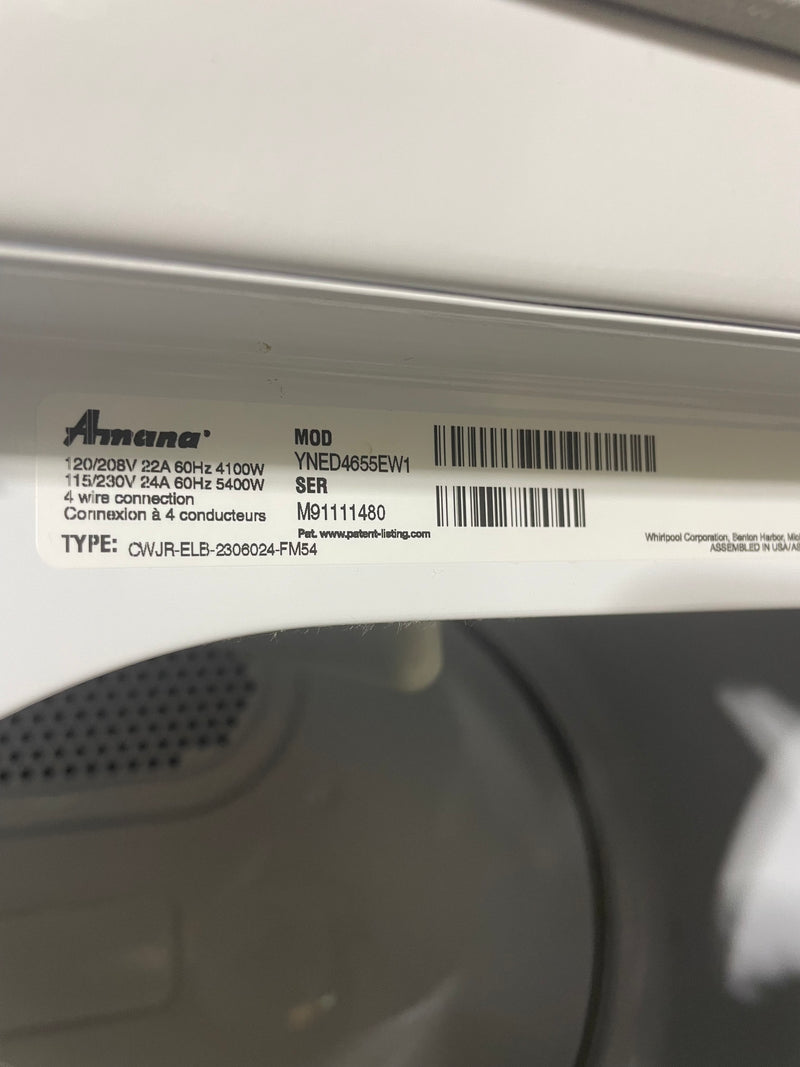 Amana
120/208V 22A 60Hz 4100W
115/230V 24A 60Hz 5400W
4 wire connection
Connexion à 4 conducteurs
TYPE: CWJR-ELB-2306024-FM54
MOD
YNED4655EW1
SER
M91111480
Pat. www.patent-listing.com
Whirlpool Corporation, Benton Harbor,
ASSEMBLED IN USA/